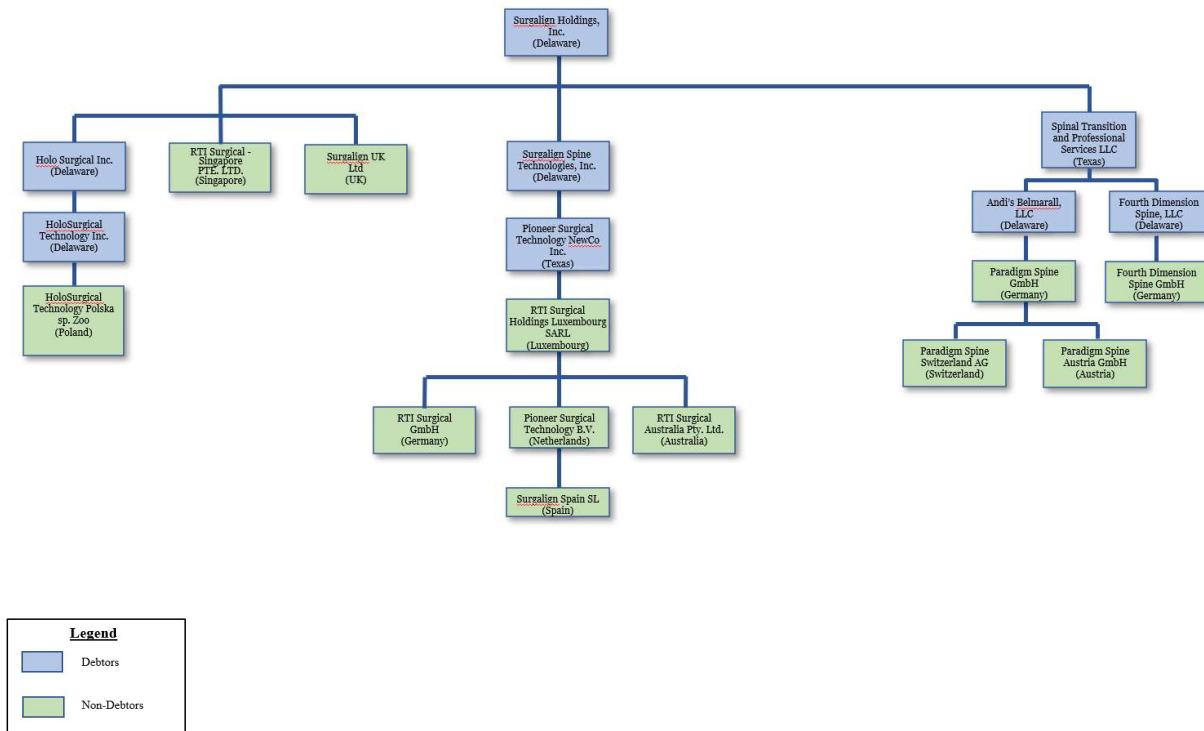 Surgalign Holdings,
Inc.
(Delaware)
Holo Surgical Inc.
(Delaware)
RTI Surgical -
Singapore
PTE. LTD.
(Singapore)
Surgalign UK
Ltd
(UK)
Surgalign Spine
Technologies, Inc.
(Delaware)
Spinal Transition
and Professional
Services LLC
(Texas)
HoloSurgical
Technology Inc.
(Delaware)
Pioneer Surgical
Technology NewCo
Inc.
(Texas)
Andi's Belmarall,
LLC
(Delaware)
Fourth Dimension
Spine, LLC
(Delaware)
HoloSurgical
Technology Polska
sp. Zoo
(Poland)
RTI Surgical
Holdings Luxembourg
SARL
(Luxembourg)
Paradigm Spine
GmbH
(Germany)
Fourth Dimension
Spine GmbH
(Germany)
Paradigm Spine
Switzerland AG
(Switzerland)
Paradigm Spine
Austria GmbH
(Austria)
RTI Surgical
GmbH
(Germany)
Pioneer Surgical
Technology B.V.
(Netherlands)
RTI Surgical
Australia Pty. Ltd.
(Australia)
Surgalign Spain SL
(Spain)
Legend
Debtors
Non-Debtors